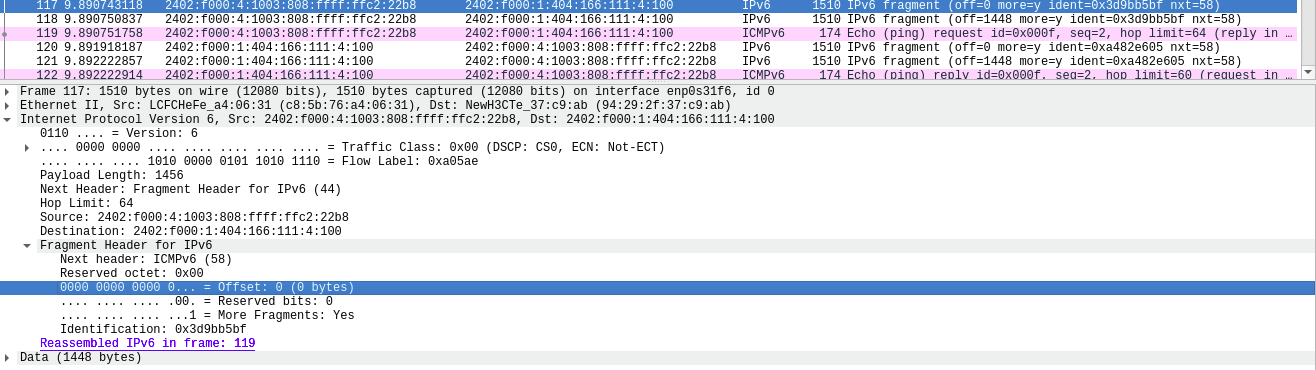 117 9.890743118 2402:f000:4:1003:808:ffff:ffc2:22b8 2402:f000:1:404:166:111:4:100 IPv6 1510 IPv6 fragment (off=0 more=y ident=0x3d9bb5bf nxt=58)
118 9.890750837 2402:f000:4:1003:808:ffff:ffc2:22b8 2402:f000:1:404:166:111:4:100 IPv6 1510 IPv6 fragment (off=1448 more=y ident=0x3d9bb5bf nxt=58)
119 9.890751758 2402:f000:4:1003:808:ffff:ffc2:22b8 2402:f000:1:404:166:111:4:100 ICMPv6 174 Echo (ping) request id=0x000f, seq=2, hop limit=64 (reply in …
120 9.891918187 2402:f000:1:404:166:111:4:100 2402:f000:4:1003:808:ffff:ffc2:22b8 IPv6 1510 IPv6 fragment (off=0 more=y ident=0xa482e605 nxt=58)
121 9.892222857 2402:f000:1:404:166:111:4:100 2402:f000:4:1003:808:ffff:ffc2:22b8 IPv6 1510 IPv6 fragment (off=1448 more=y ident=0xa482e605 nxt=58)
122 9.892222914 2402:f000:1:404:166:111:4:100 2402:f000:4:1003:808:ffff:ffc2:22b8 ICMPv6 174 Echo (ping) reply id=0x000f, seq=2, hop limit=60 (request in …
Frame 117: 1510 bytes on wire (12080 bits), 1510 bytes captured (12080 bits) on interface enp0s31f6, id 0
Ethernet II, Src: LCFCHeFe_a4:06:31 (c8:5b:76:a4:06:31), Dst: NewH3CTe_37:c9:ab (94:29:2f:37:c9:ab)
Internet Protocol Version 6, Src: 2402:f000:4:1003:808:ffff:ffc2:22b8, Dst: 2402:f000:1:404:166:111:4:100
0110 .... = Version: 6
.... 0000 0000 .... .... .... .... .... = Traffic Class: 0x00 (DSCP: CS0, ECN: Not-ECT)
.... .... .... 1010 0000 0101 1010 1110 = Flow Label: 0xa05ae
Payload Length: 1456
Next Header: Fragment Header for IPv6 (44)
Hop Limit: 64
Source: 2402:f000:4:1003:808:ffff:ffc2:22b8
Destination: 2402:f000:1:404:166:111:4:100
Fragment Header for IPv6
Next header: ICMPv6 (58)
Reserved octet: 0x00
0000 0000 0000 0... = Offset: 0 (0 bytes)
.... .... .... .00. = Reserved bits: 0
.... .... .... ...1 = More Fragments: Yes
Identification: 0x3d9bb5bf
Reassembled IPv6 in frame: 119
Data (1448 bytes)